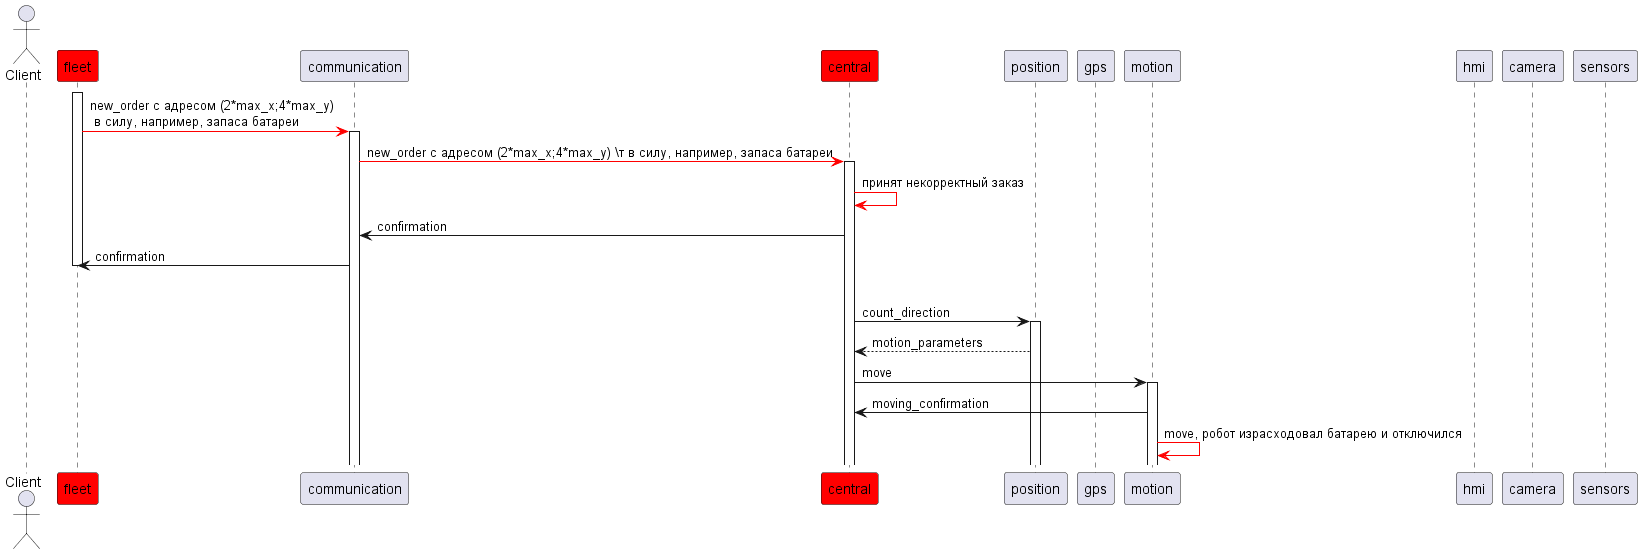 Client
fleet
communication
central
position
gps
motion
hmi
camera
sensors
new_order с адресом (2*max_x;4*max_y)
в силу, например, запаса батареи
new_order с адресом (2*max_x;4*max_y) \т в силу, например, запаса батареи
принят некорректный заказ
confirmation
confirmation
count_direction
motion_parameters
move
moving_confirmation
move, робот израсходовал батарею и отключился
Client
fleet
communication
central
position
gps
motion
hmi
camera
sensors